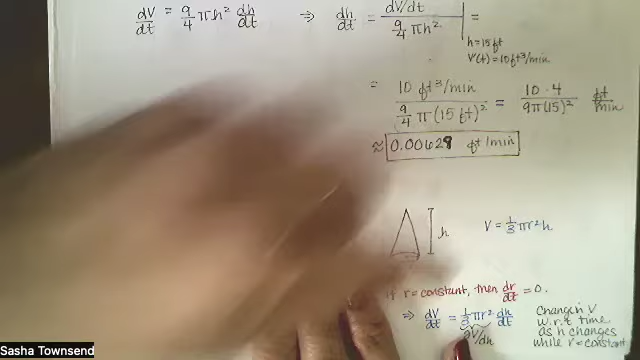 dV/dt = 9/4 πh² dh/dt ⇒ dh/dt = dV/dt / 9/4 πh² | =
h = 15 ft
V'(t) = 10 ft³/min
= 10 ft³/min / 9/4 π(15 ft)² = 10 · 4 / 9π(15)² ft/min
≈ 0.00629 ft/min
h V = 1/3 πr²h
If r = constant, then dr/dt = 0.
⇒ dV/dt = 1/3 πr² dh/dt
∂V/∂h
Change in V
w.r.t time
as h changes
while r = constant
Sasha Townsend